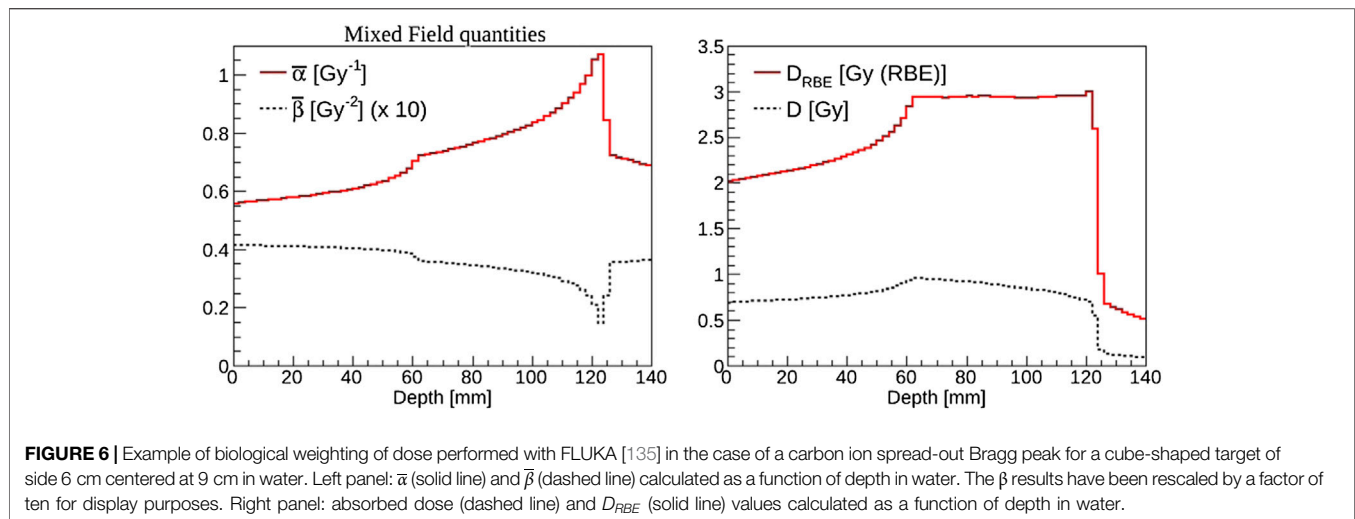 Mixed Field quantities
α̅ [Gy⁻¹]
β̅ [Gy⁻²] (x 10)
1
0.8
0.6
0.4
0.2
0
0 20 40 60 80 100 120 140
Depth [mm]
3.5
3
2.5
2
1.5
1
0.5
0
D_RBE [Gy (RBE)]
D [Gy]
0 20 40 60 80 100 120 140
Depth [mm]
FIGURE 6 | Example of biological weighting of dose performed with FLUKA [135] in the case of a carbon ion spread-out Bragg peak for a cube-shaped target of
side 6 cm centered at 9 cm in water. Left panel: α̅ (solid line) and β̅ (dashed line) calculated as a function of depth in water. The β results have been rescaled by a factor of
ten for display purposes. Right panel: absorbed dose (dashed line) and D_RBE (solid line) values calculated as a function of depth in water.